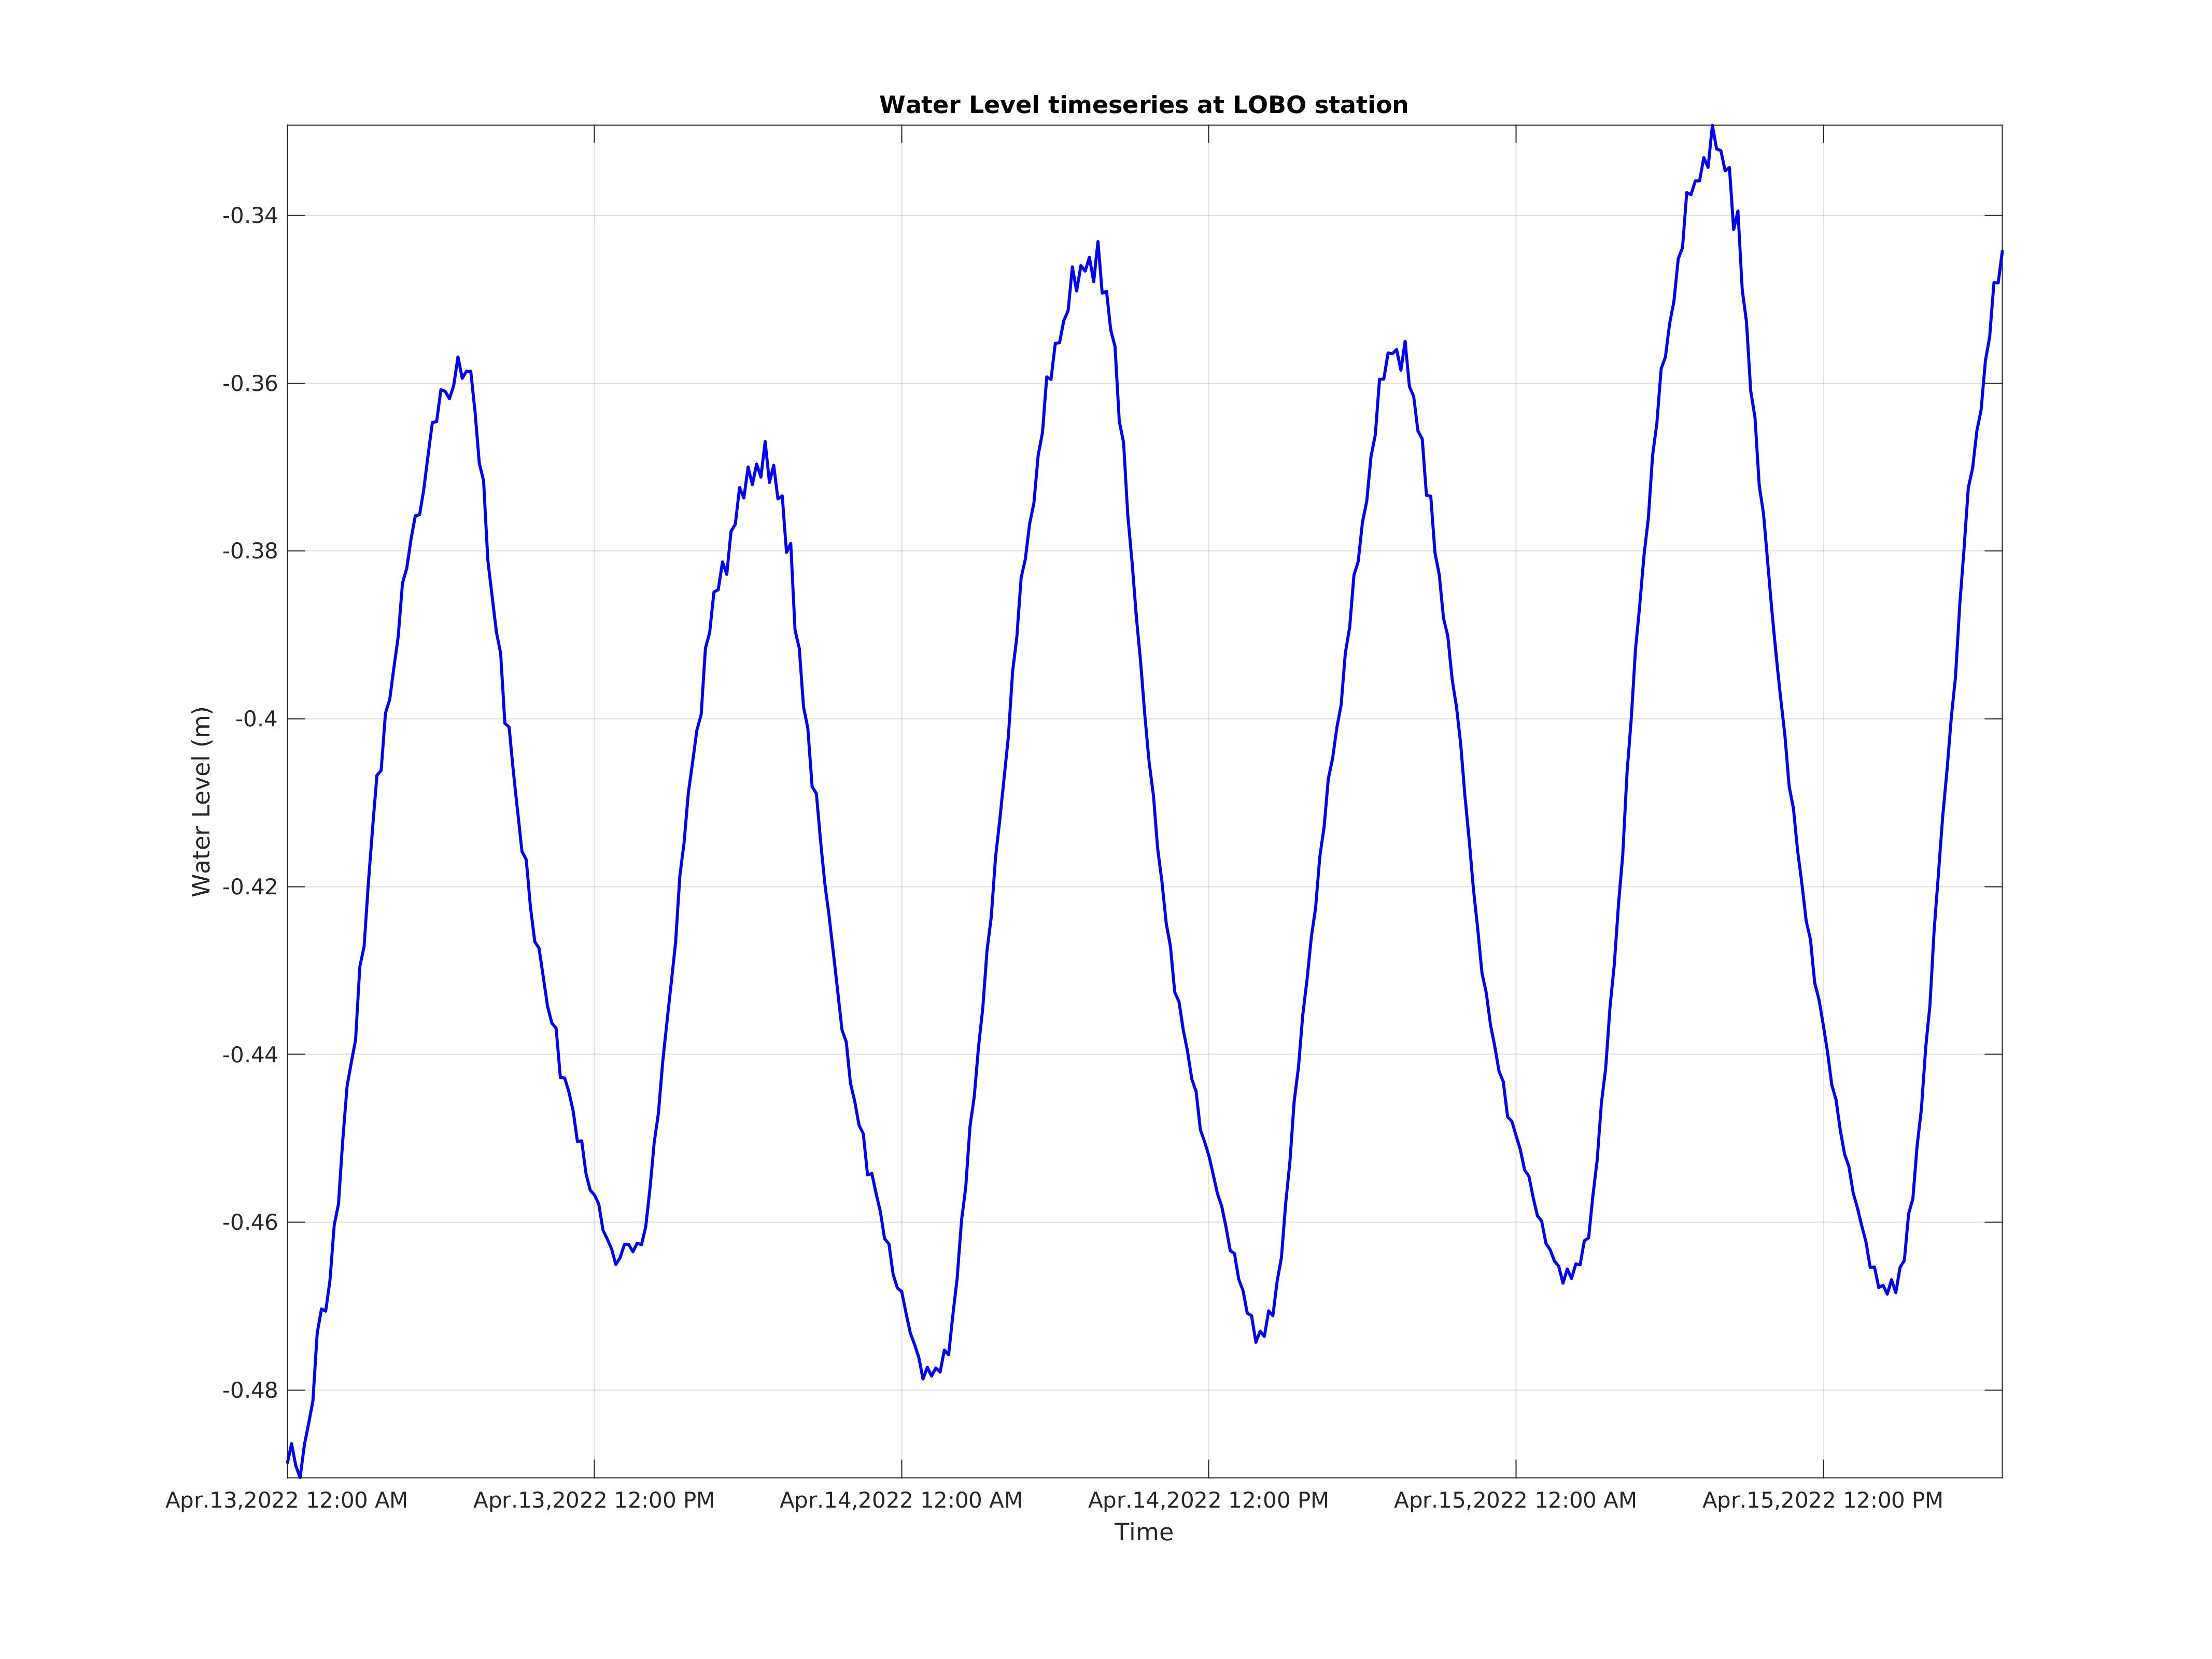 Water Level timeseries at LOBO station
-0.34
-0.36
-0.38
-0.4
-0.42
-0.44
-0.46
-0.48
Water Level (m)
Apr.13,2022 12:00 AM Apr.13,2022 12:00 PM Apr.14,2022 12:00 AM Apr.14,2022 12:00 PM Apr.15,2022 12:00 AM Apr.15,2022 12:00 PM
Time